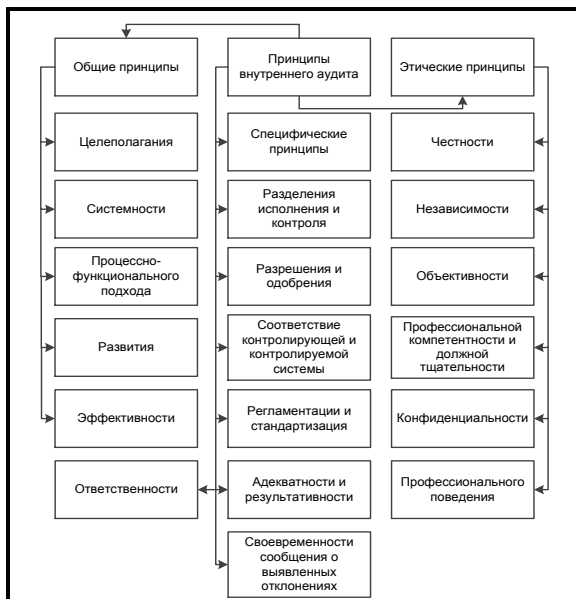 Общие принципы
Принципы
внутреннего аудита
Этические принципы
Целеполагания
Специфические
принципы
Честности
Системности
Разделения
исполнения и
контроля
Независимости
Процессно-
функционального
подхода
Разрешения и
одобрения
Объективности
Развития
Соответствие
контролирующей и
контролируемой
системы
Профессиональной
компетентности и
должной
тщательности
Эффективности
Регламентации и
стандартизация
Конфиденциальности
Ответственности
Адекватности и
результативности
Профессионального
поведения
Своевременности
сообщения о
выявленных
отклонениях